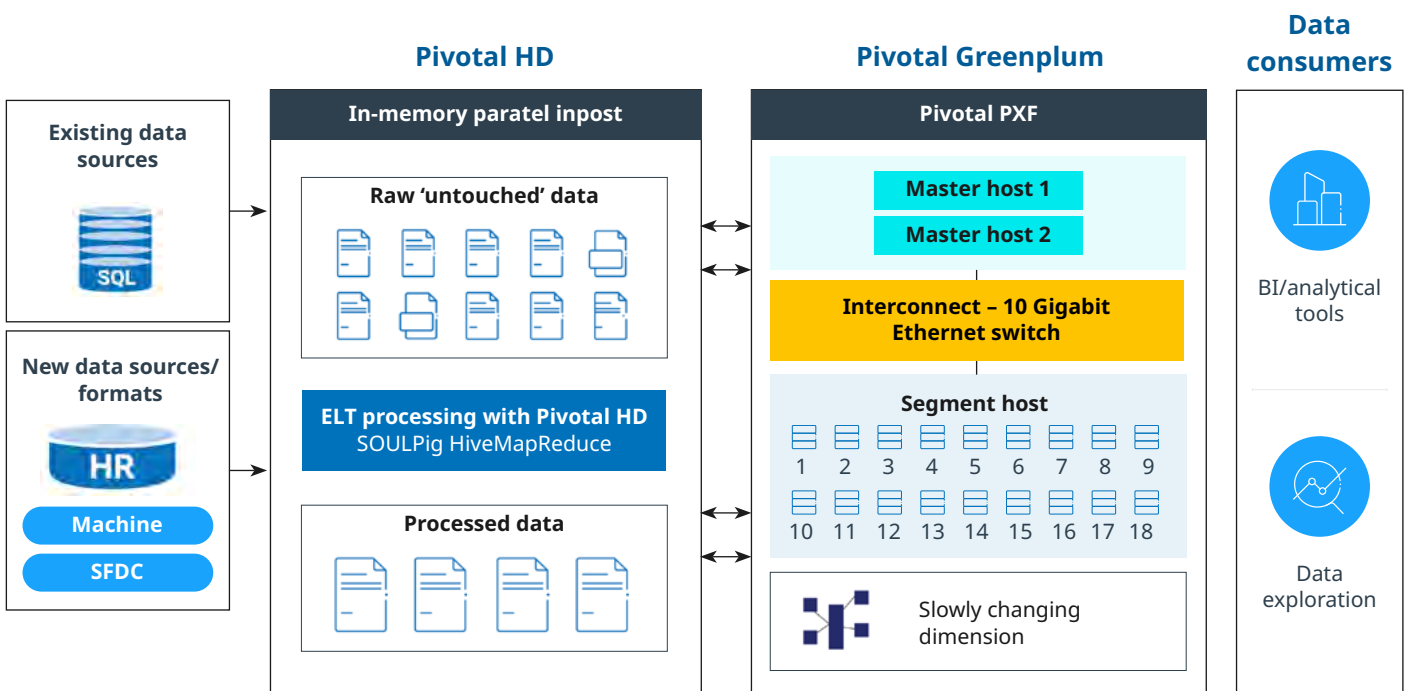 Pivotal HD
Pivotal Greenplum
Data
consumers
Existing data
sources
SQL
New data sources/
formats
HR
Machine
SFDC
In-memory paratel inpost
Raw ‘untouched’ data
ELT processing with Pivotal HD
SOULPig HiveMapReduce
Processed data
Pivotal PXF
Master host 1
Master host 2
Interconnect – 10 Gigabit
Ethernet switch
Segment host
1 2 3 4 5 6 7 8 9
10 11 12 13 14 15 16 17 18
Slowly changing
dimension
BI/analytical
tools
Data
exploration